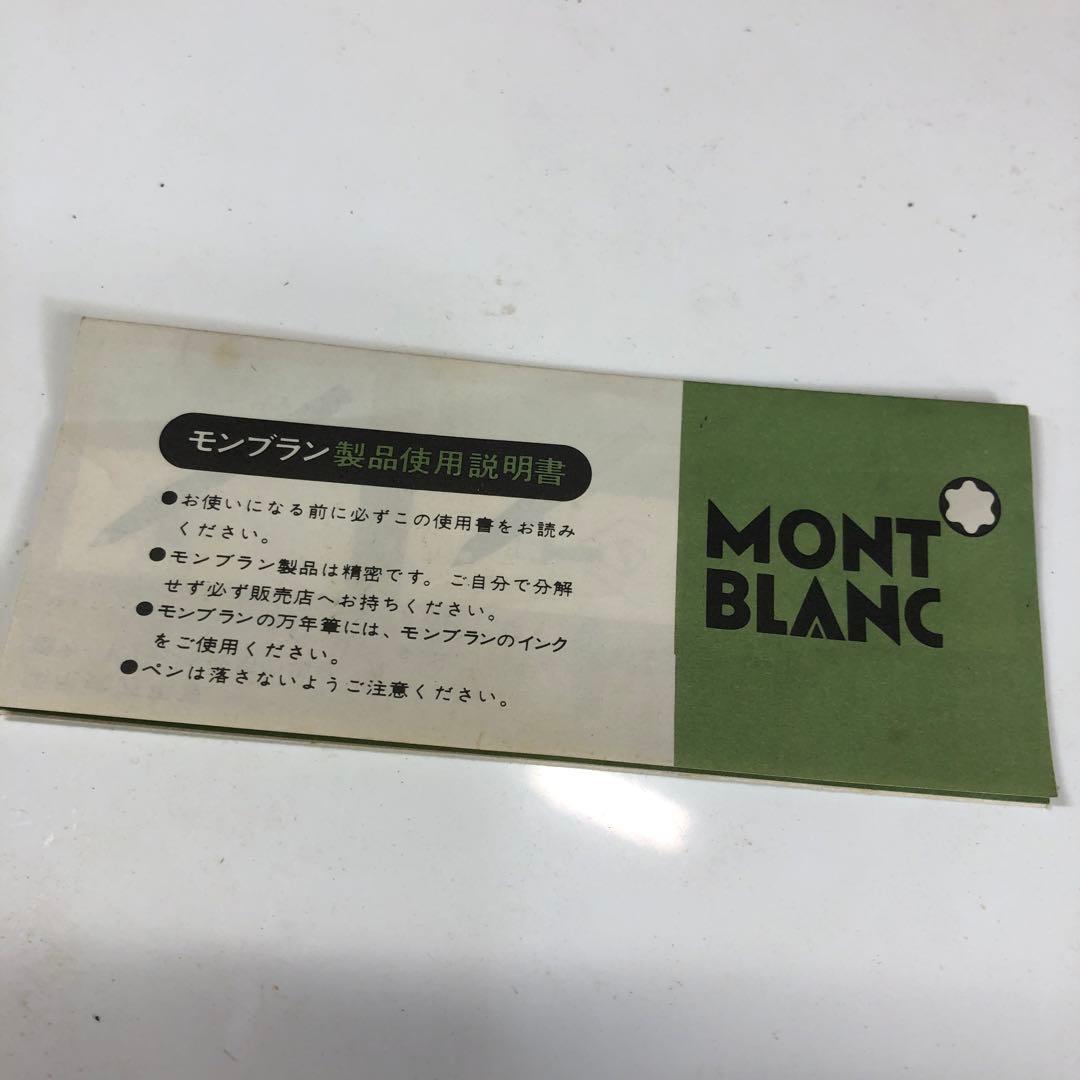 モンブラン製品使用説明書
●お使いになる前に必ずこの使用書をお読み
ください。
●モンブラン製品は精密です。ご自分で分解
せず必ず販売店へお持ちください。
●モンブランの万年筆には、モンブランのインク
をご使用ください。
●ペンは落さないようご注意ください。
MONT
BLANC